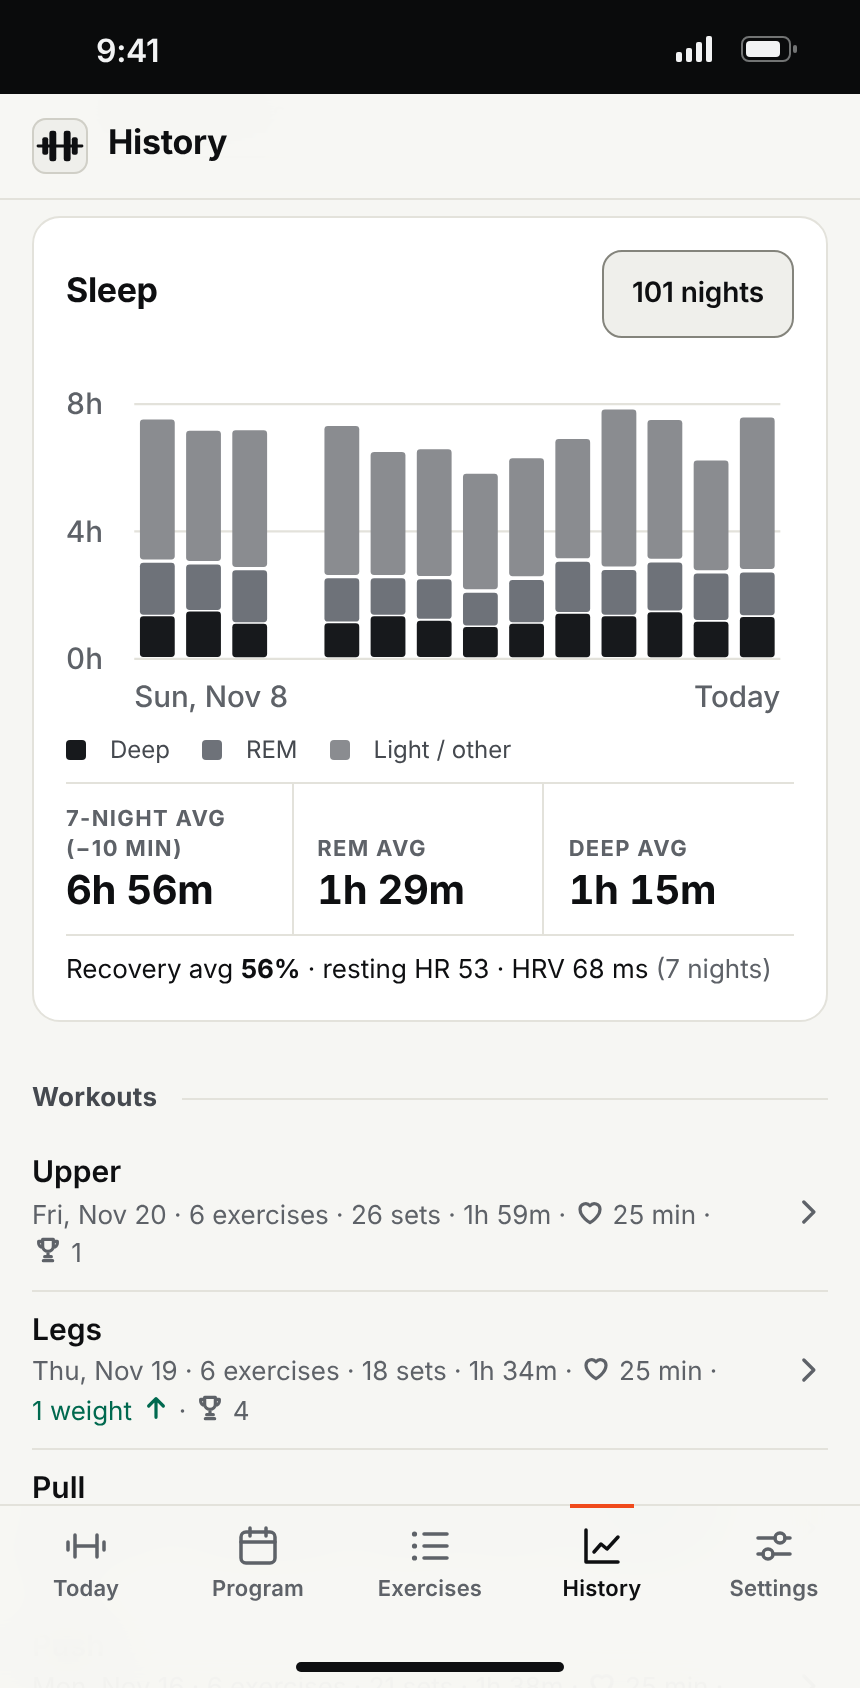 9:41
History
Sleep
101 nights
8h
4h
0h
Sun, Nov 8
Today
Deep
REM
Light / other
7-NIGHT AVG
(−10 MIN)
6h 56m
REM AVG
1h 29m
DEEP AVG
1h 15m
Recovery avg 56% · resting HR 53 · HRV 68 ms (7 nights)
Workouts
Upper
Fri, Nov 20 · 6 exercises · 26 sets · 1h 59m · 25 min ·
1
Legs
Thu, Nov 19 · 6 exercises · 18 sets · 1h 34m · 25 min ·
1 weight ↑ · 4
Pull
Today
Program
Exercises
History
Settings